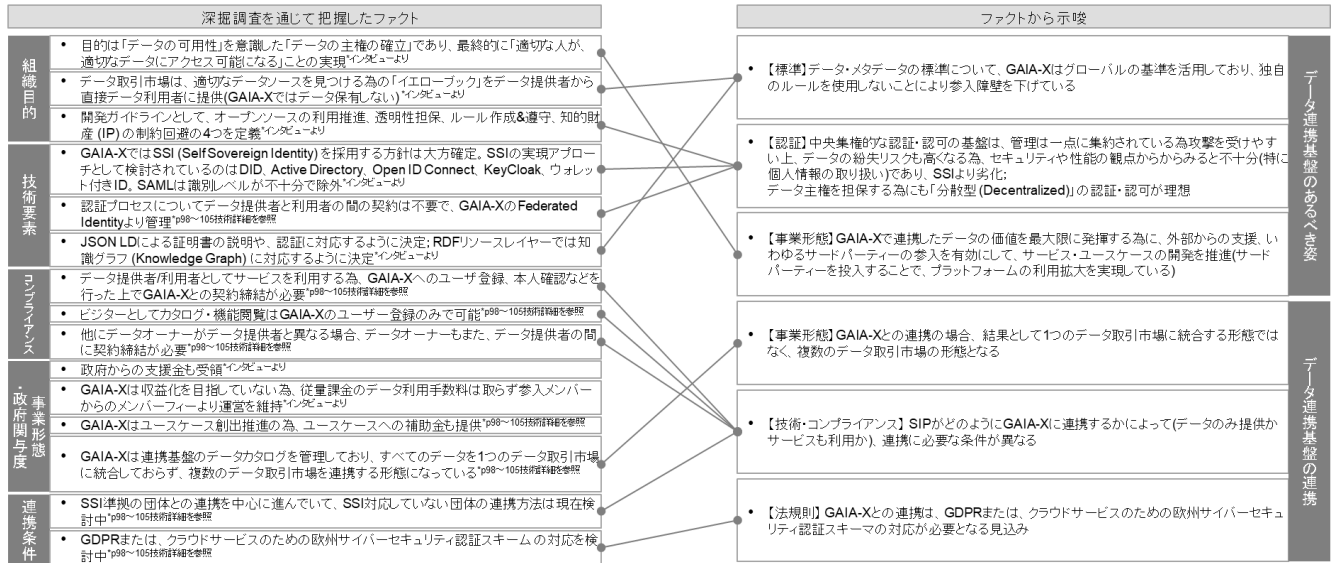 深掘調査を通じて把握したファクト
組織目的
• 目的は「データの可用性」を意識した「データの主権の確立」であり、最終的に「適切な人が、
適切なデータにアクセス可能になる」ことの実現*インタビューより
• データ取引市場は、適切なデータソースを見つける為の「イエローブック」をデータ提供者から
直接データ利用者に提供(GAIA-Xではデータ保有しない)*インタビューより
• 開発ガイドラインとして、オープンソースの利用推進、透明性担保、ルール作成&遵守、知的財
産 (IP) の制約回避の4つを定義*インタビューより
技術要素
• GAIA-XではSSI (Self Sovereign Identity) を採用する方針は大方確定。SSIの実現アプロー
チとして検討されているのはDID、Active Directory、Open ID Connect、KeyCloak、ウォレッ
ト付きID。SAMLは識別レベルが不十分で除外*インタビューより
• 認証プロセスについてデータ提供者と利用者の間の契約は不要で、GAIA-XのFederated
Identityより管理*p98～105技術詳細を参照
• JSON LDによる証明書の説明や、認証に対応するように決定; RDFリソースレイヤーでは知
識グラフ (Knowledge Graph) に対応するように決定*インタビューより
コンプライアンス
• データ提供者/利用者としてサービスを利用する為、GAIA-Xへのユーザ登録、本人確認などを
行った上でGAIA-Xとの契約締結が必要*p98～105技術詳細を参照
• ビジターとしてカタログ・機能閲覧はGAIA-Xのユーザー登録のみで可能*p98～105技術詳細を参照
• 他にデータオーナーがデータ提供者と異なる場合、データオーナーもまた、データ提供者の間
に契約締結が必要*p98～105技術詳細を参照
事業形態
・政府関与度
• 政府からの支援金も受領*インタビューより
• GAIA-Xは収益化を目指していない為、従量課金のデータ利用手数料は取らず参入メンバー
からのメンバーフィーより運営を維持*インタビューより
• GAIA-Xはユースケース創出推進の為、ユースケースへの補助金も提供*p98～105技術詳細を参照
• GAIA-Xは連携基盤のデータカタログを管理しており、すべてのデータを1つのデータ取引市場
に統合しておらず、複数のデータ取引市場を連携する形態になっている*p98～105技術詳細を参照
連携条件
• SSI準拠の団体との連携を中心に進んでいて、SSI対応していない団体の連携方法は現在検
討中*p98～105技術詳細を参照
• GDPRまたは、クラウドサービスのための欧州サイバーセキュリティ認証スキームの対応を検
討中*p98～105技術詳細を参照
ファクトから示唆
• 【標準】データ・メタデータの標準について、GAIA-Xはグローバルの基準を活用しており、独自
のルールを使用しないことにより参入障壁を下げている
• 【認証】中央集権的な認証・認可の基盤は、管理は一点に集約されている為攻撃を受けやす
い上、データの紛失リスクも高くなる為、セキュリティや性能の観点からからみると不十分(特に
個人情報の取り扱い)であり、SSIより劣化;
データ主権を担保する為にも「分散型 (Decentralized)」の認証・認可が理想
• 【事業形態】GAIA-Xで連携したデータの価値を最大限に発揮する為に、外部からの支援、い
わゆるサードパーティーの参入を有効にして、サービス・ユースケースの開発を推進(サード
パーティーを投入することで、プラットフォームの利用拡大を実現している)
データ連携基盤のあるべき姿
• 【事業形態】GAIA-Xとの連携の場合、結果として1つのデータ取引市場に統合する形態では
なく、複数のデータ取引市場の形態となる
• 【技術・コンプライアンス】 SIPがどのようにGAIA-Xに連携するかによって(データのみ提供か
サービスも利用か)、連携に必要な条件が異なる
• 【法規則】 GAIA-Xとの連携は、GDPRまたは、クラウドサービスのための欧州サイバーセキュ
リティ認証スキーマの対応が必要となる見込み
データ連携基盤の連携